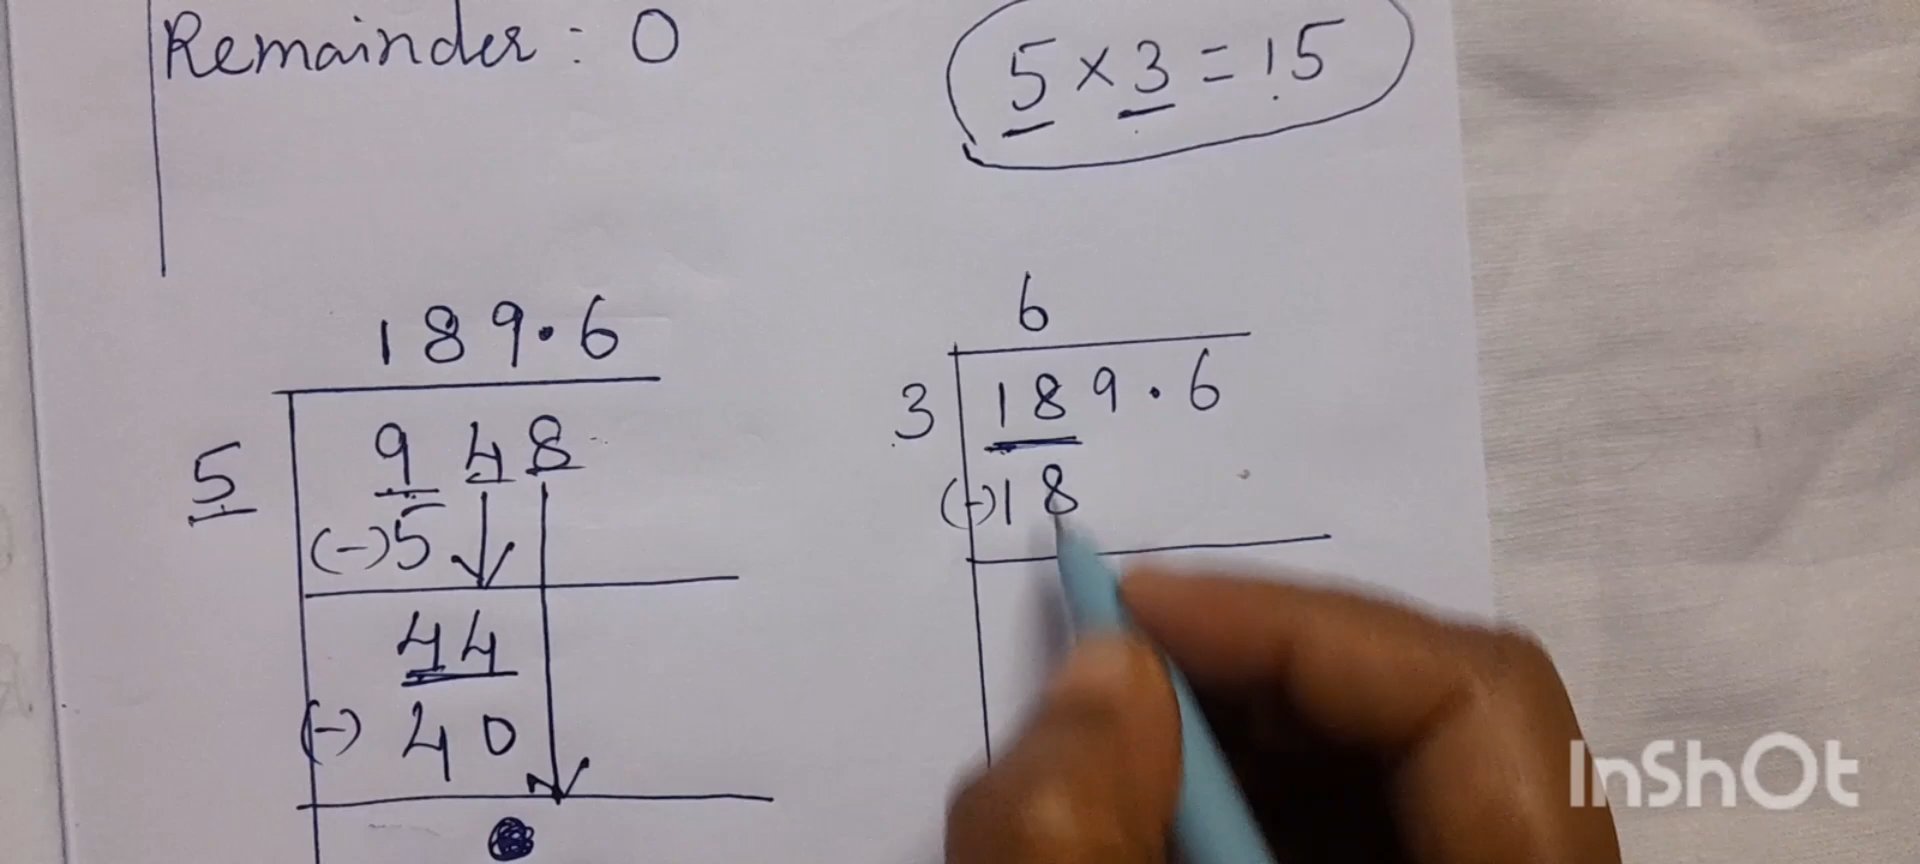 Remainder : 0
5 × 3 = 15
189.6
5 948
(-)5
44
(-) 40
6
3 189.6
(-)18
InShOt